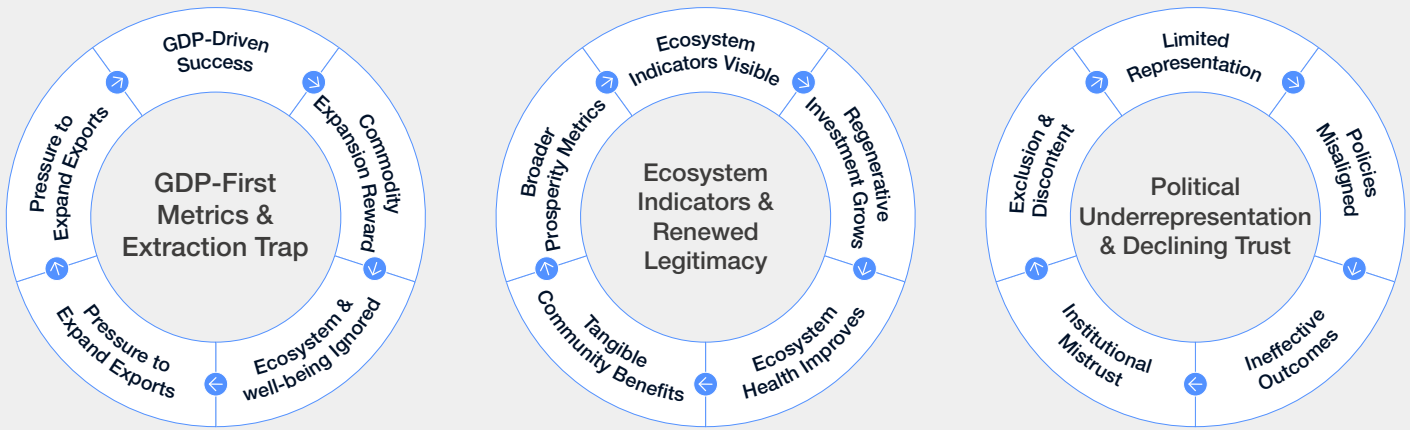 GDP-Driven
Success
Commodity
Expansion Reward
Ecosystem &
well-being Ignored
Pressure to
Expand Exports
Pressure to
Expand Exports
GDP-First
Metrics &
Extraction Trap
Ecosystem
Indicators Visible
Regenerative
Investment Grows
Ecosystem
Health Improves
Tangible
Community Benefits
Broader
Prosperity Metrics
Ecosystem
Indicators &
Renewed
Legitimacy
Limited
Representation
Policies
Misaligned
Ineffective
Outcomes
Institutional
Mistrust
Exclusion &
Discontent
Political
Underrepresentation
& Declining Trust